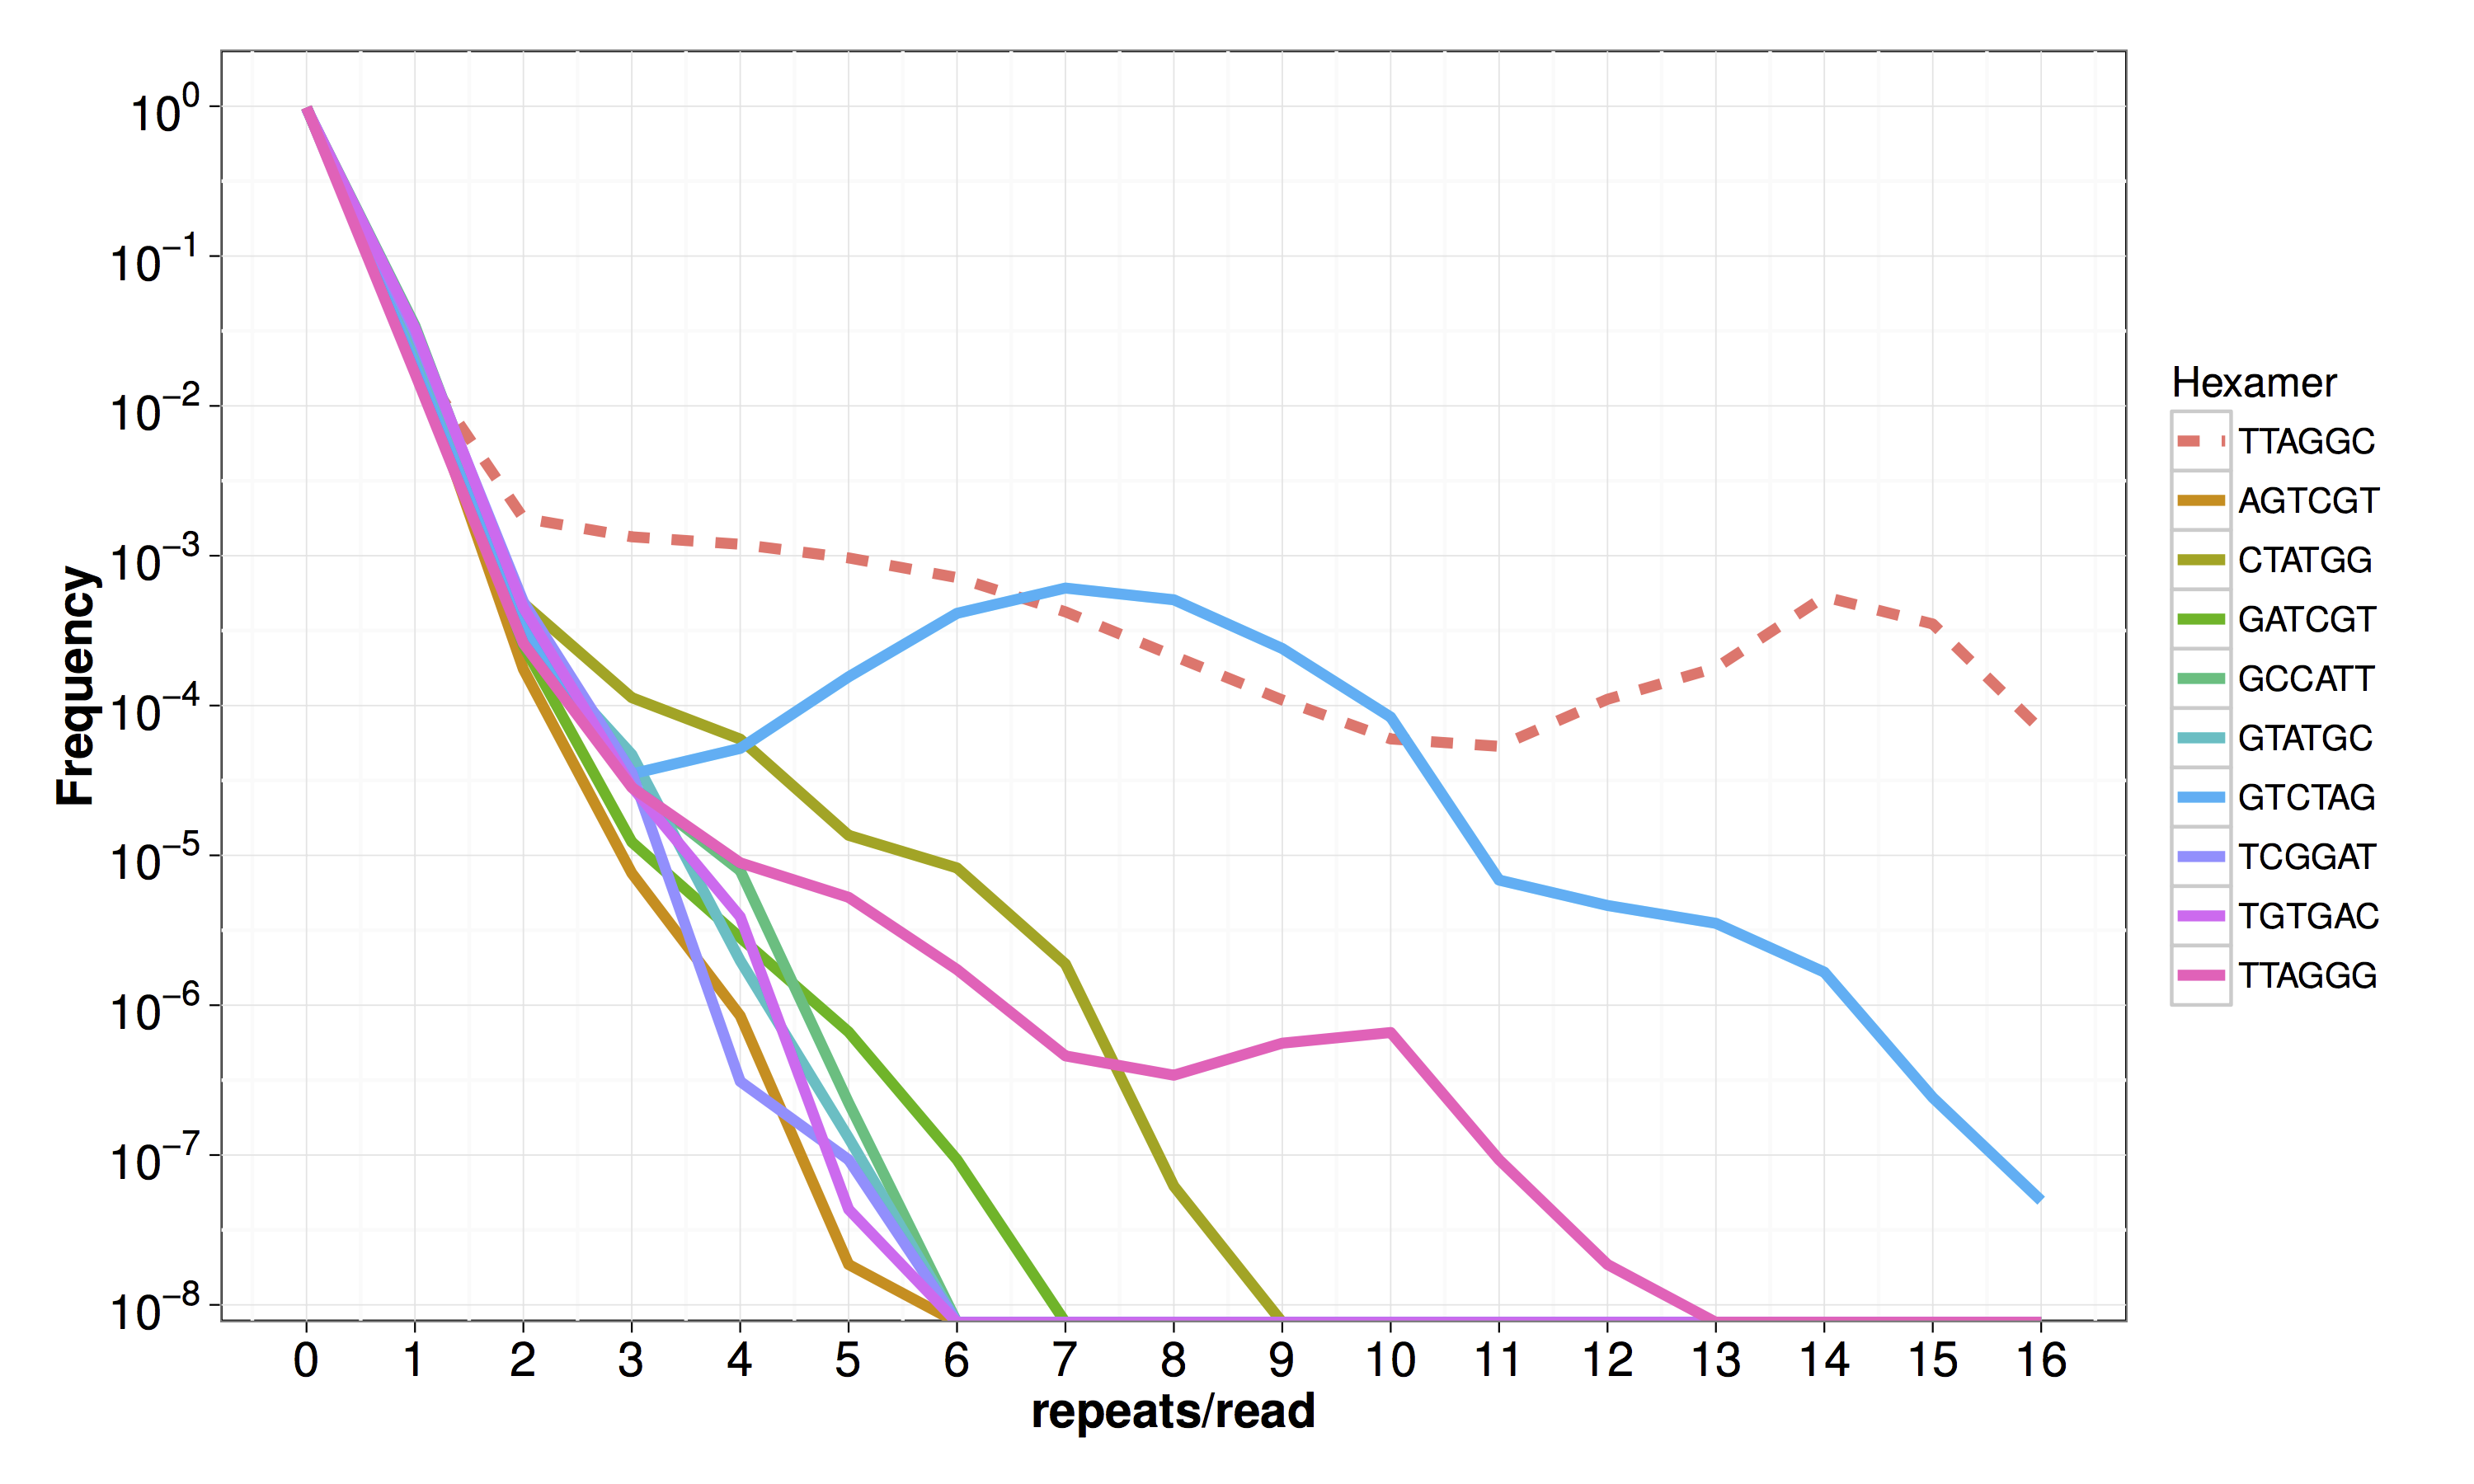 10^0
10^−1
10^−2
10^−3
10^−4
10^−5
10^−6
10^−7
10^−8
Frequency
0 1 2 3 4 5 6 7 8 9 10 11 12 13 14 15 16
repeats/read
Hexamer
TTAGGC
AGTCGT
CTATGG
GATCGT
GCCATT
GTATGC
GTCTAG
TCGGAT
TGTGAC
TTAGGG